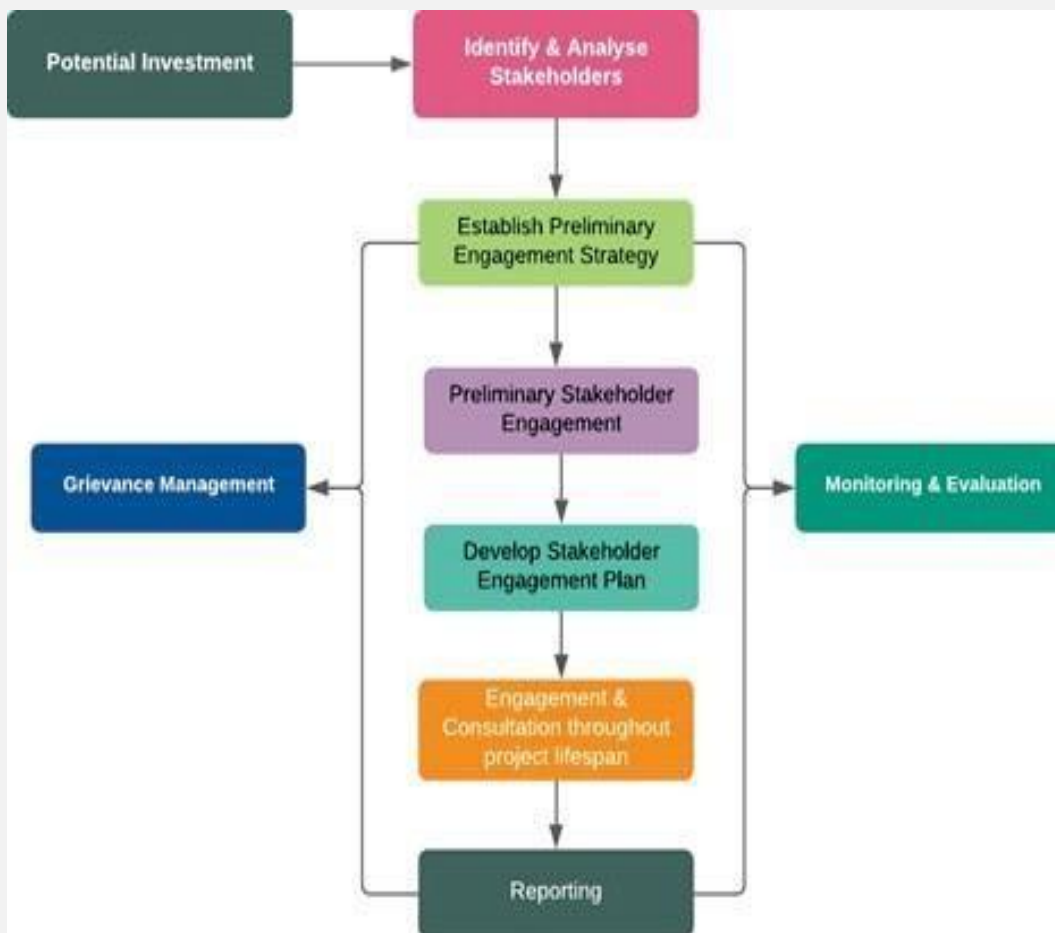 Potential Investment
Identify & Analyse
Stakeholders
Establish Preliminary
Engagement Strategy
Preliminary Stakeholder
Engagement
Grievance Management
Monitoring & Evaluation
Develop Stakeholder
Engagement Plan
Engagement &
Consultation throughout
project lifespan
Reporting